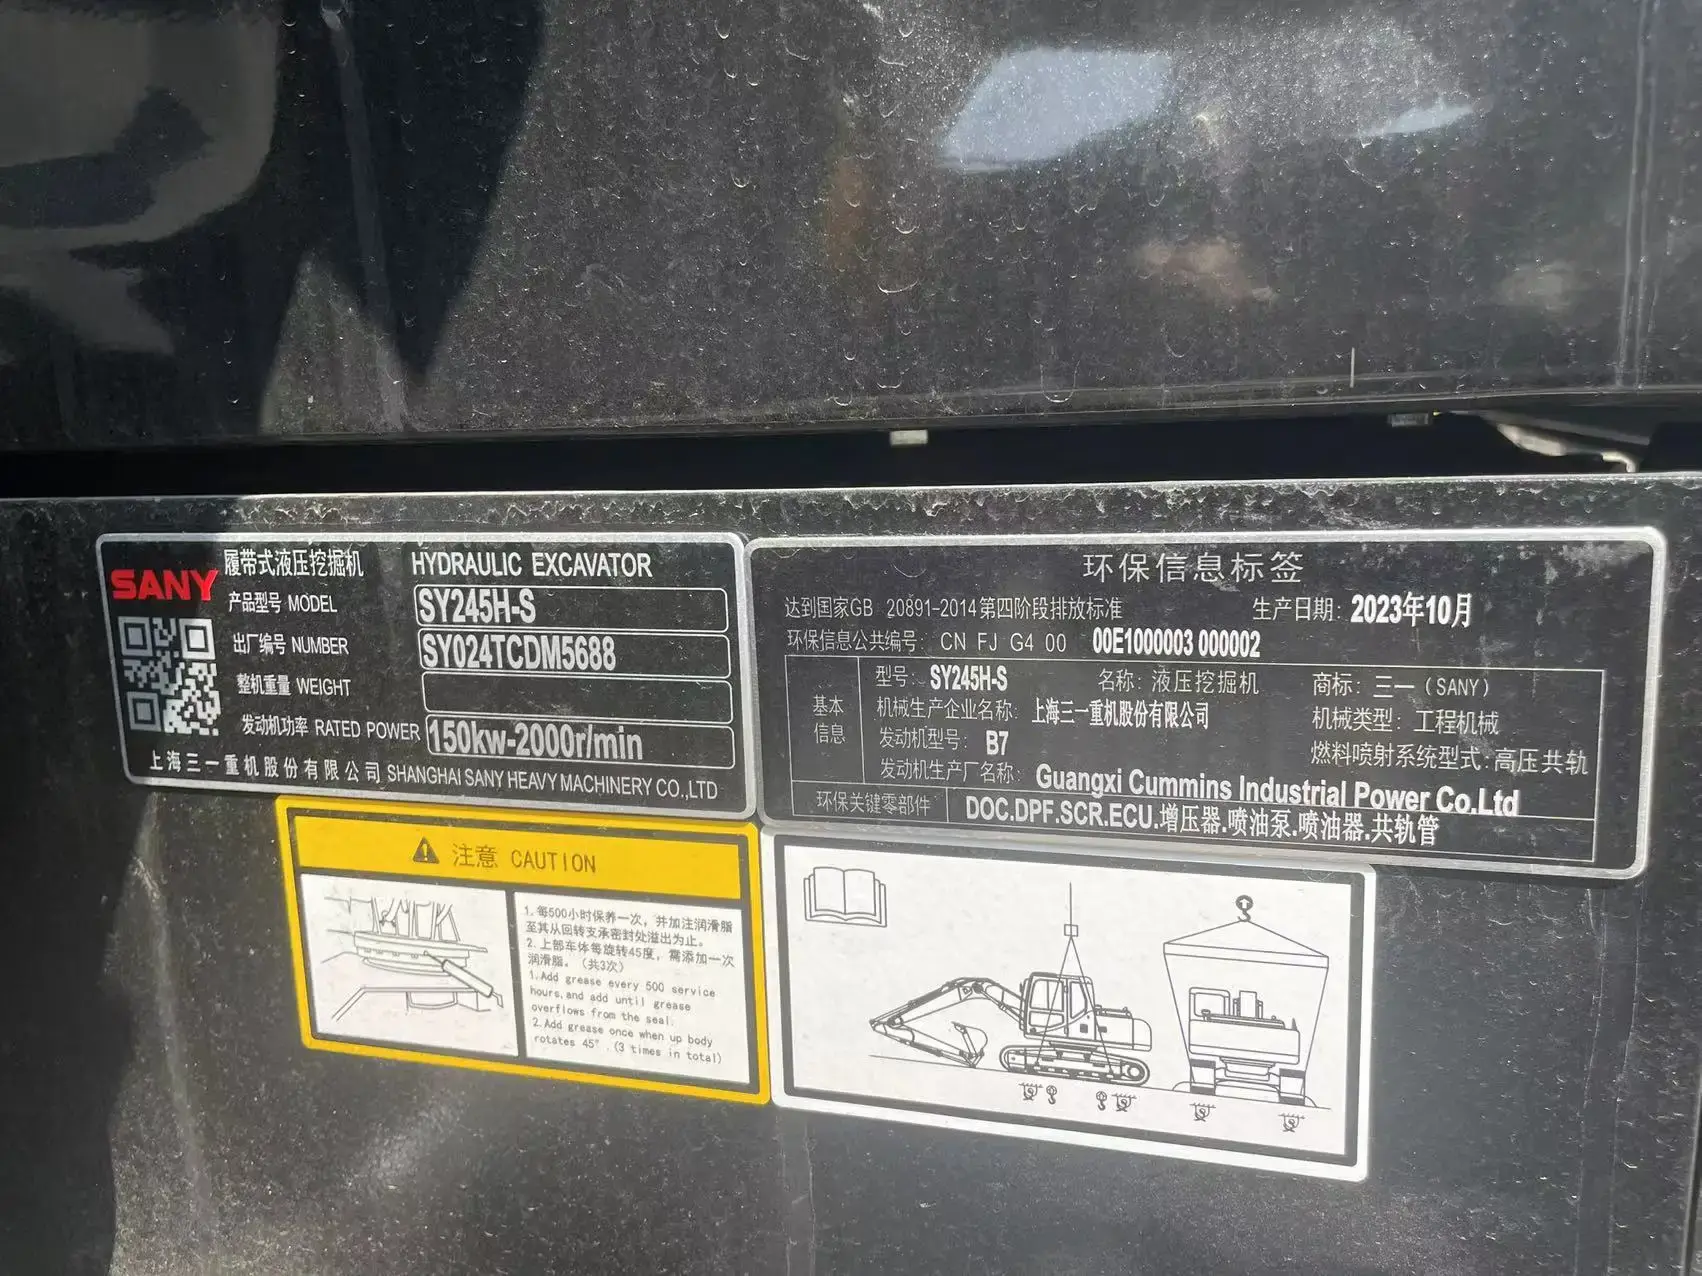 SANY
履带式液压挖掘机 HYDRAULIC EXCAVATOR
产品型号 MODEL SY245H-S
出厂编号 NUMBER SY024TCDM5688
整机重量 WEIGHT
发动机功率 RATED POWER 150kw-2000r/min
上海三一重机股份有限公司 SHANGHAI SANY HEAVY MACHINERY CO.,LTD
环保信息标签
达到国家GB 20891-2014第四阶段排放标准 生产日期: 2023年10月
环保信息公共编号: CN FJ G4 00 00E1000003 000002
基本信息
型号: SY245H-S 名称: 液压挖掘机 商标: 三一(SANY)
机械生产企业名称: 上海三一重机股份有限公司 机械类型: 工程机械
发动机型号: B7 燃料喷射系统型式: 高压共轨
发动机生产厂名称: Guangxi Cummins Industrial Power Co.Ltd
环保关键零部件 DOC.DPF.SCR.ECU.增压器.喷油泵.喷油器.共轨管
注意 CAUTION
1.每500小时保养一次，并加注润滑脂
至其从回转支承密封处溢出为止。
2.上部车体每旋转45度，需添加一次
润滑脂。(共3次)
1.Add grease every 500 service
hours,and add until grease
overflows from the seal.
2.Add grease once when up body
rotates 45°.(3 times in total)